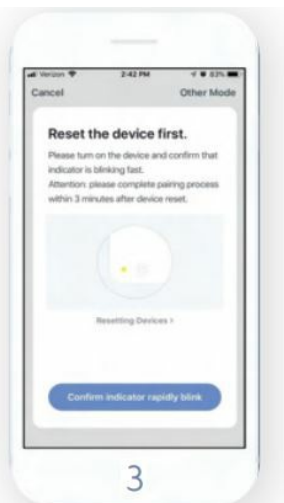 Verizon 2:42 PM 83%
Cancel Other Mode
Reset the device first.
Please turn on the device and confirm that
indicator is blinking fast.
Attention: please complete pairing process
within 3 minutes after device reset.
Resetting Devices >
Confirm indicator rapidly blink
3